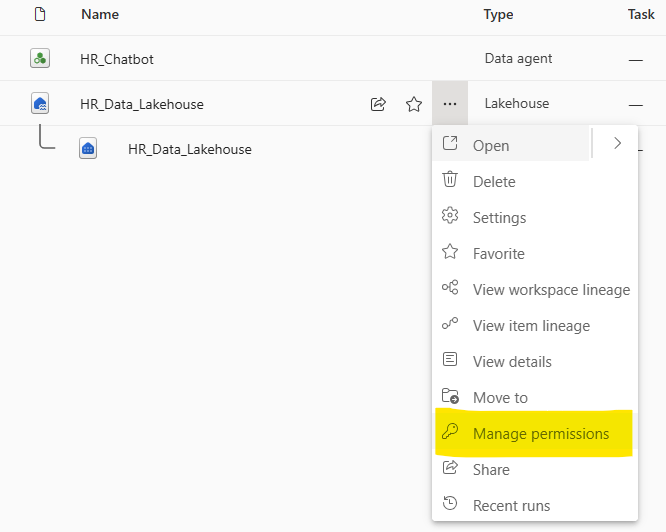 Name Type Task
HR_Chatbot Data agent —
HR_Data_Lakehouse ... Lakehouse —
HR_Data_Lakehouse
Open
Delete
Settings
Favorite
View workspace lineage
View item lineage
View details
Move to
Manage permissions
Share
Recent runs